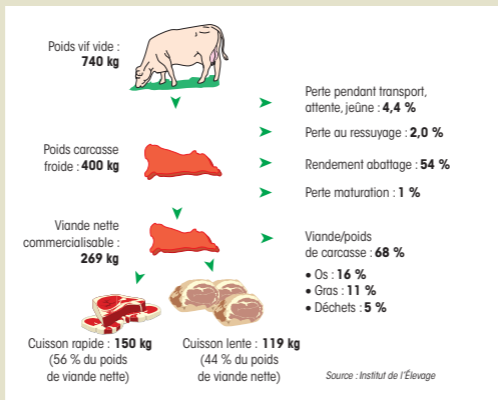 Poids vif vide :
740 kg
Perte pendant transport,
attente, jeûne : 4,4 %
Perte au ressuyage : 2,0 %
Poids carcasse
froide : 400 kg
Rendement abattage : 54 %
Perte maturation : 1 %
Viande nette
commercialisable :
269 kg
Viande/poids
de carcasse : 68 %
• Os : 16 %
• Gras : 11 %
• Déchets : 5 %
Cuisson rapide : 150 kg
(56 % du poids
de viande nette)
Cuisson lente : 119 kg
(44 % du poids
de viande nette)
Source : Institut de l'Élevage